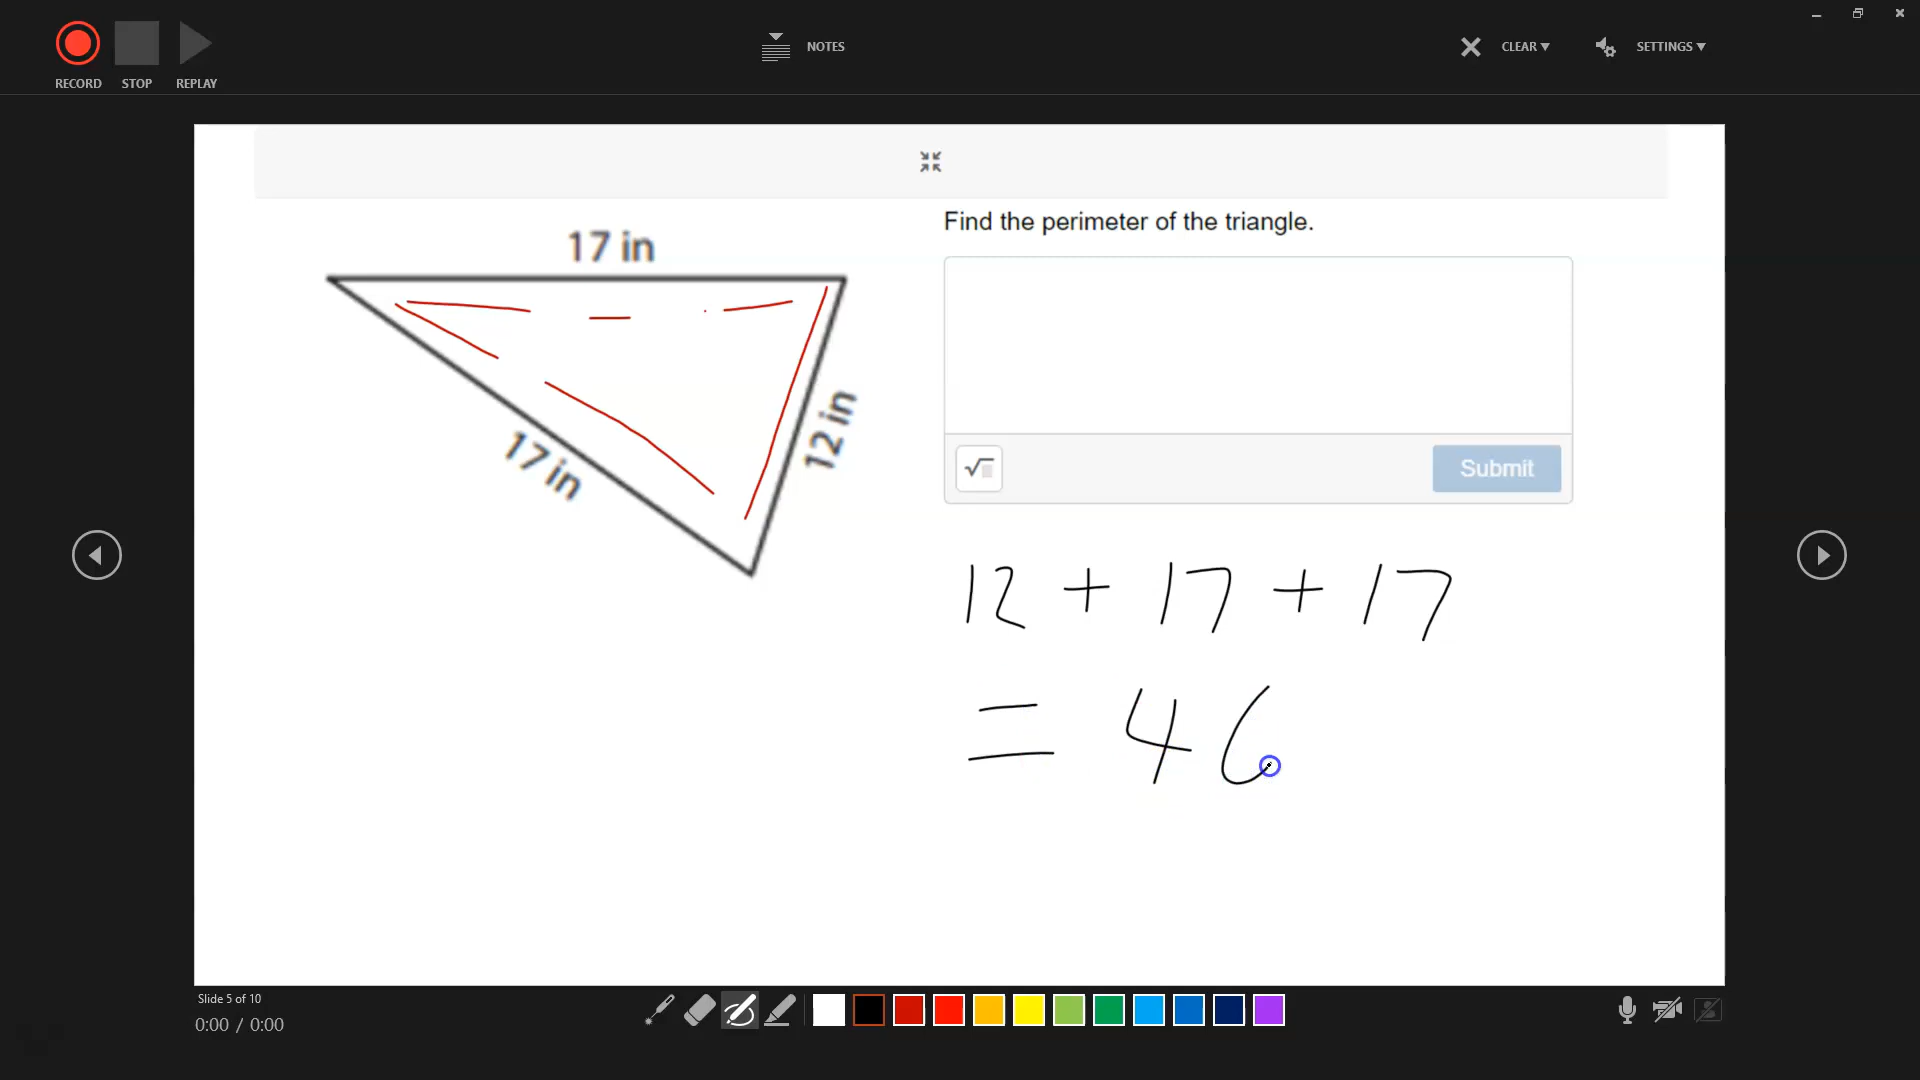 RECORD STOP REPLAY
NOTES
CLEAR ▼
SETTINGS ▼
17 in
17 in
12 in
Find the perimeter of the triangle.
√
Submit
12 + 17 + 17
= 46
Slide 5 of 10
0:00 / 0:00